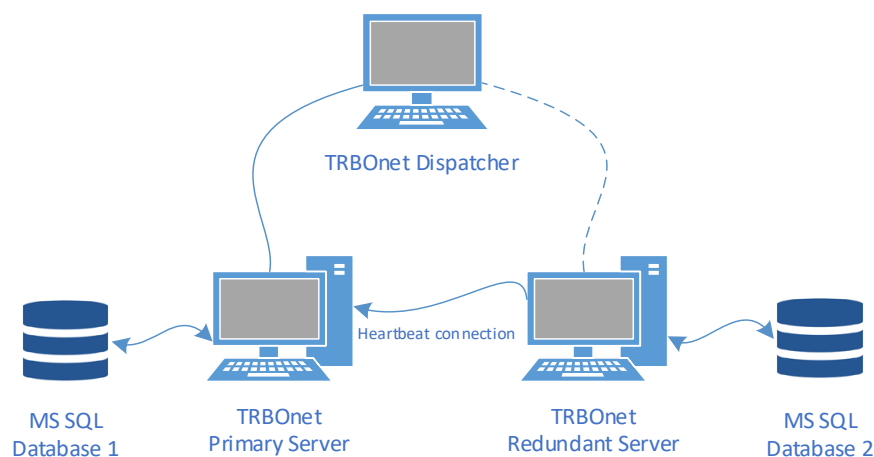 TRBOnet Dispatcher
Heartbeat connection
MS SQL
Database 1
TRBOnet
Primary Server
TRBOnet
Redundant Server
MS SQL
Database 2